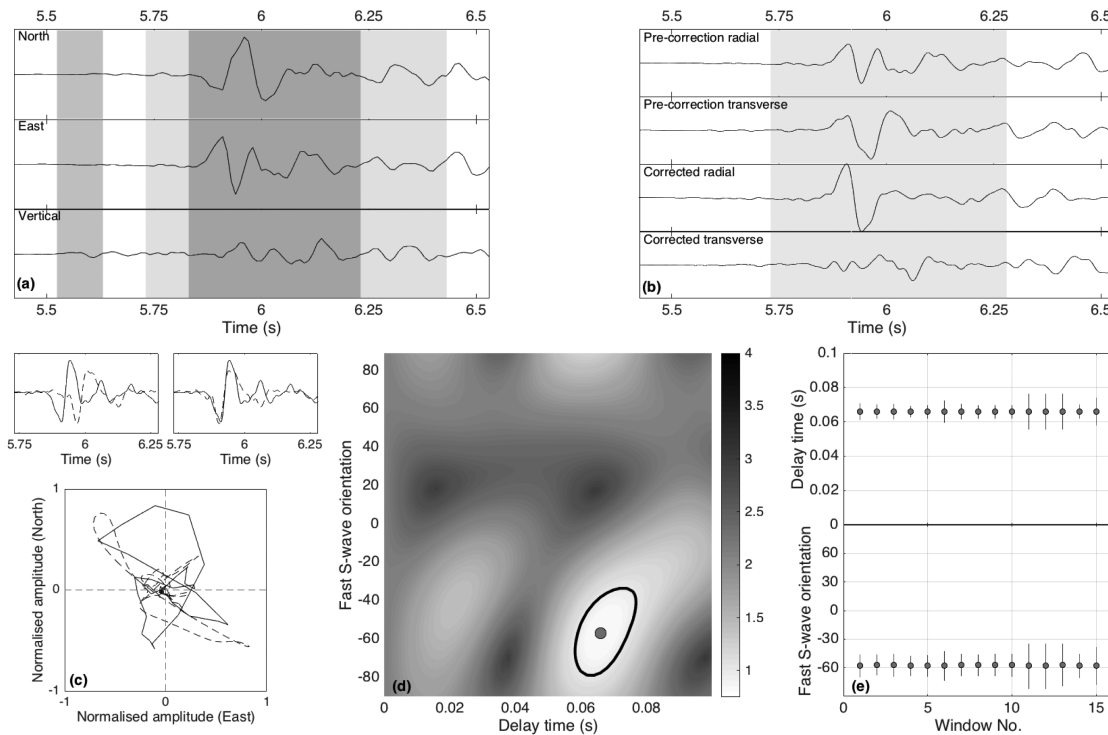 5.5 5.75 6 6.25 6.5
North
East
Vertical
(a)
5.5 5.75 6 6.25 6.5
Time (s)
5.5 5.75 6 6.25 6.5
Pre-correction radial
Pre-correction transverse
Corrected radial
Corrected transverse
(b)
5.5 5.75 6 6.25 6.5
Time (s)
5.75 6 6.25
Time (s)
5.75 6 6.25
Time (s)
1
0
-1
Normalised amplitude (North)
(c)
-1 0 1
Normalised amplitude (East)
80
60
40
20
0
-20
-40
-60
-80
Fast S-wave orientation
(d)
0 0.02 0.04 0.06 0.08
Delay time (s)
4
3.5
3
2.5
2
1.5
1
0.1
0.08
0.06
0.04
0.02
0
Delay time (s)
60
30
0
-30
-60
Fast S-wave orientation
(e)
0 5 10 15
Window No.